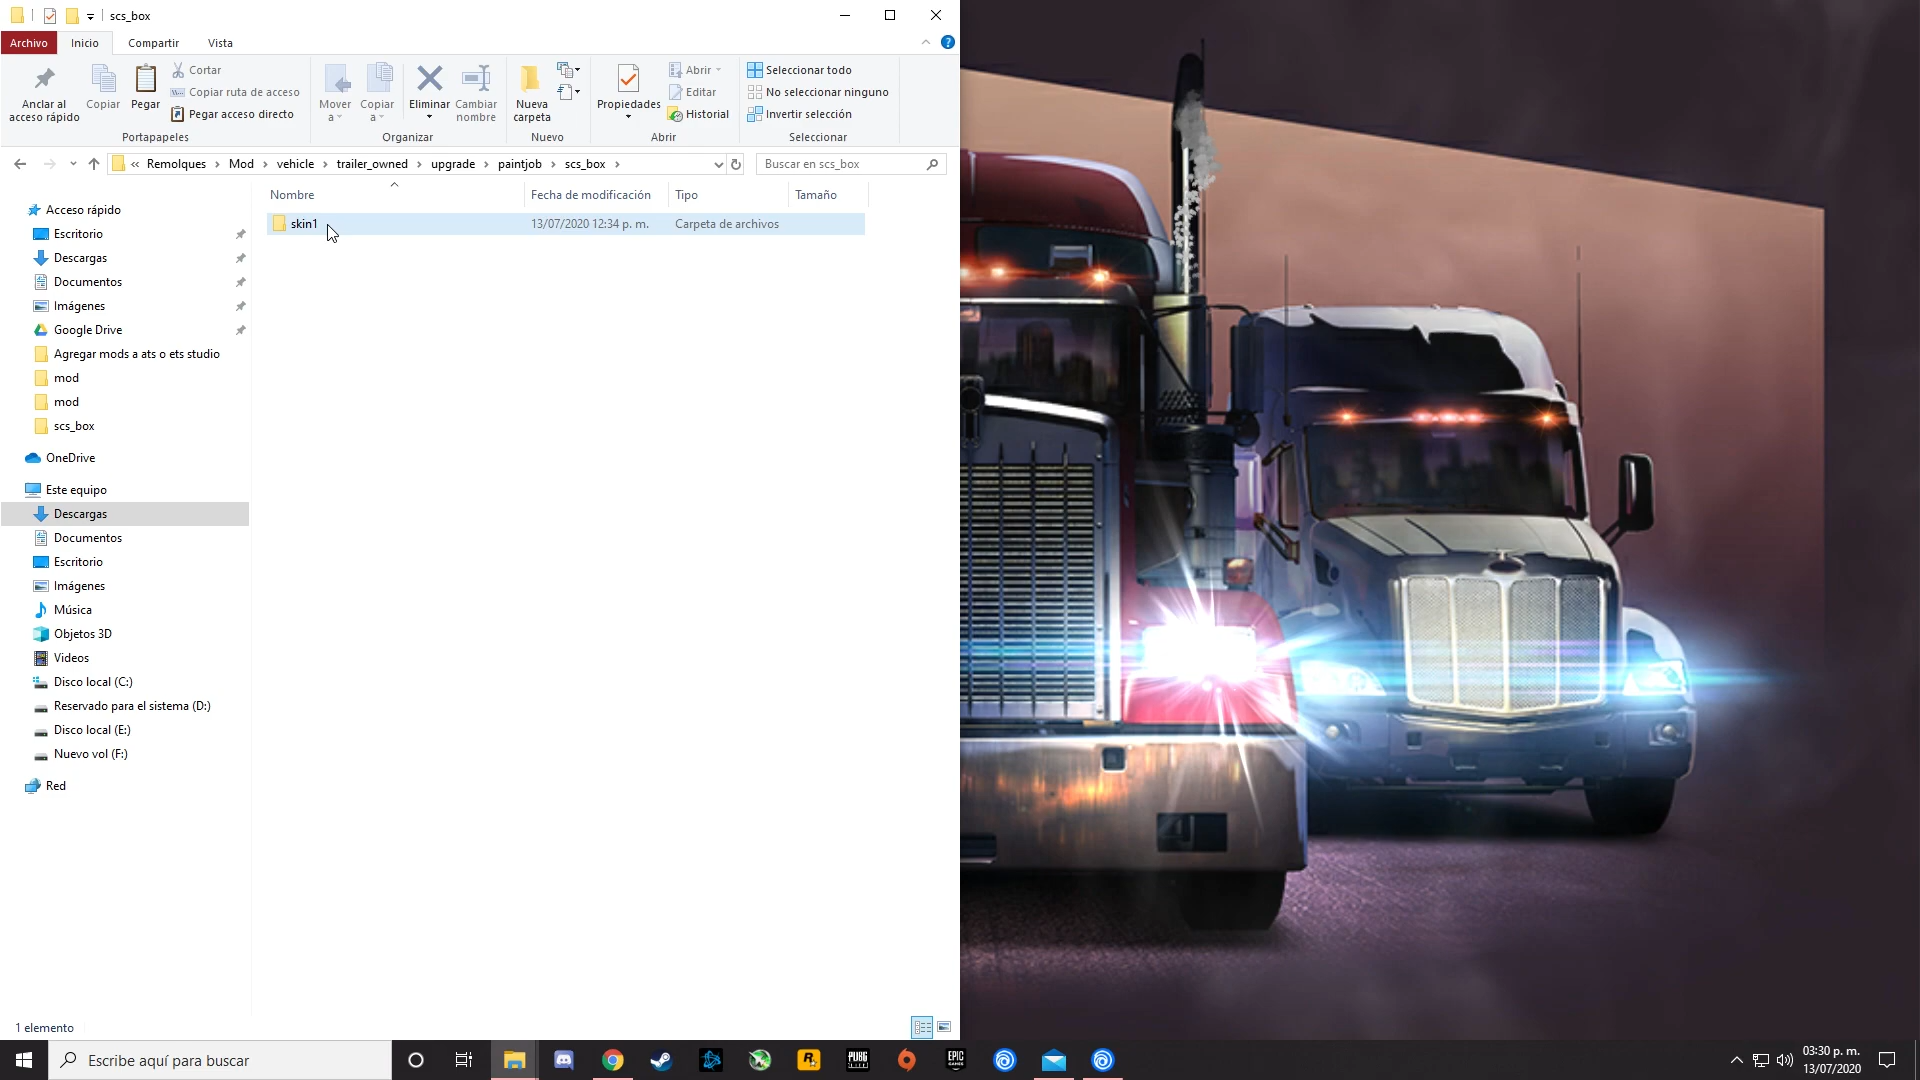 scs_box
Archivo
Inicio
Compartir
Vista
Anclar al
acceso rápido
Copiar
Pegar
Cortar
Copiar ruta de acceso
Pegar acceso directo
Portapapeles
Mover
a
Copiar
a
Eliminar
Cambiar
nombre
Organizar
Nueva
carpeta
Nuevo
Propiedades
Abrir
Editar
Historial
Abrir
Seleccionar todo
No seleccionar ninguno
Invertir selección
Seleccionar
« Remolques › Mod › vehicle › trailer_owned › upgrade › paintjob › scs_box ›
Buscar en scs_box
Nombre
Fecha de modificación
Tipo
Tamaño
skin1
13/07/2020 12:34 p. m.
Carpeta de archivos
Acceso rápido
Escritorio
Descargas
Documentos
Imágenes
Google Drive
Agregar mods a ats o ets studio
mod
mod
scs_box
OneDrive
Este equipo
Descargas
Documentos
Escritorio
Imágenes
Música
Objetos 3D
Videos
Disco local (C:)
Reservado para el sistema (D:)
Disco local (E:)
Nuevo vol (F:)
Red
1 elemento
Escribe aquí para buscar
R
PUBG
EPIC
GAMES
03:30 p. m.
13/07/2020